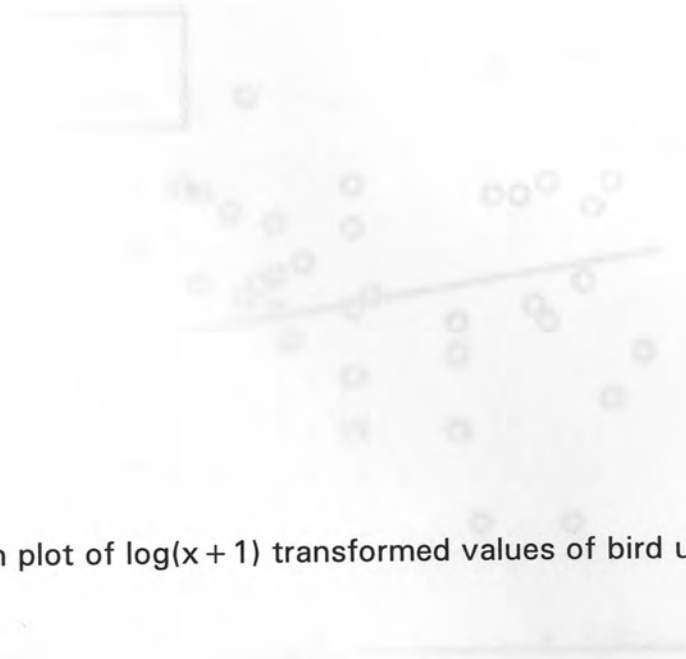 plot of log(x + 1) transformed values of bird